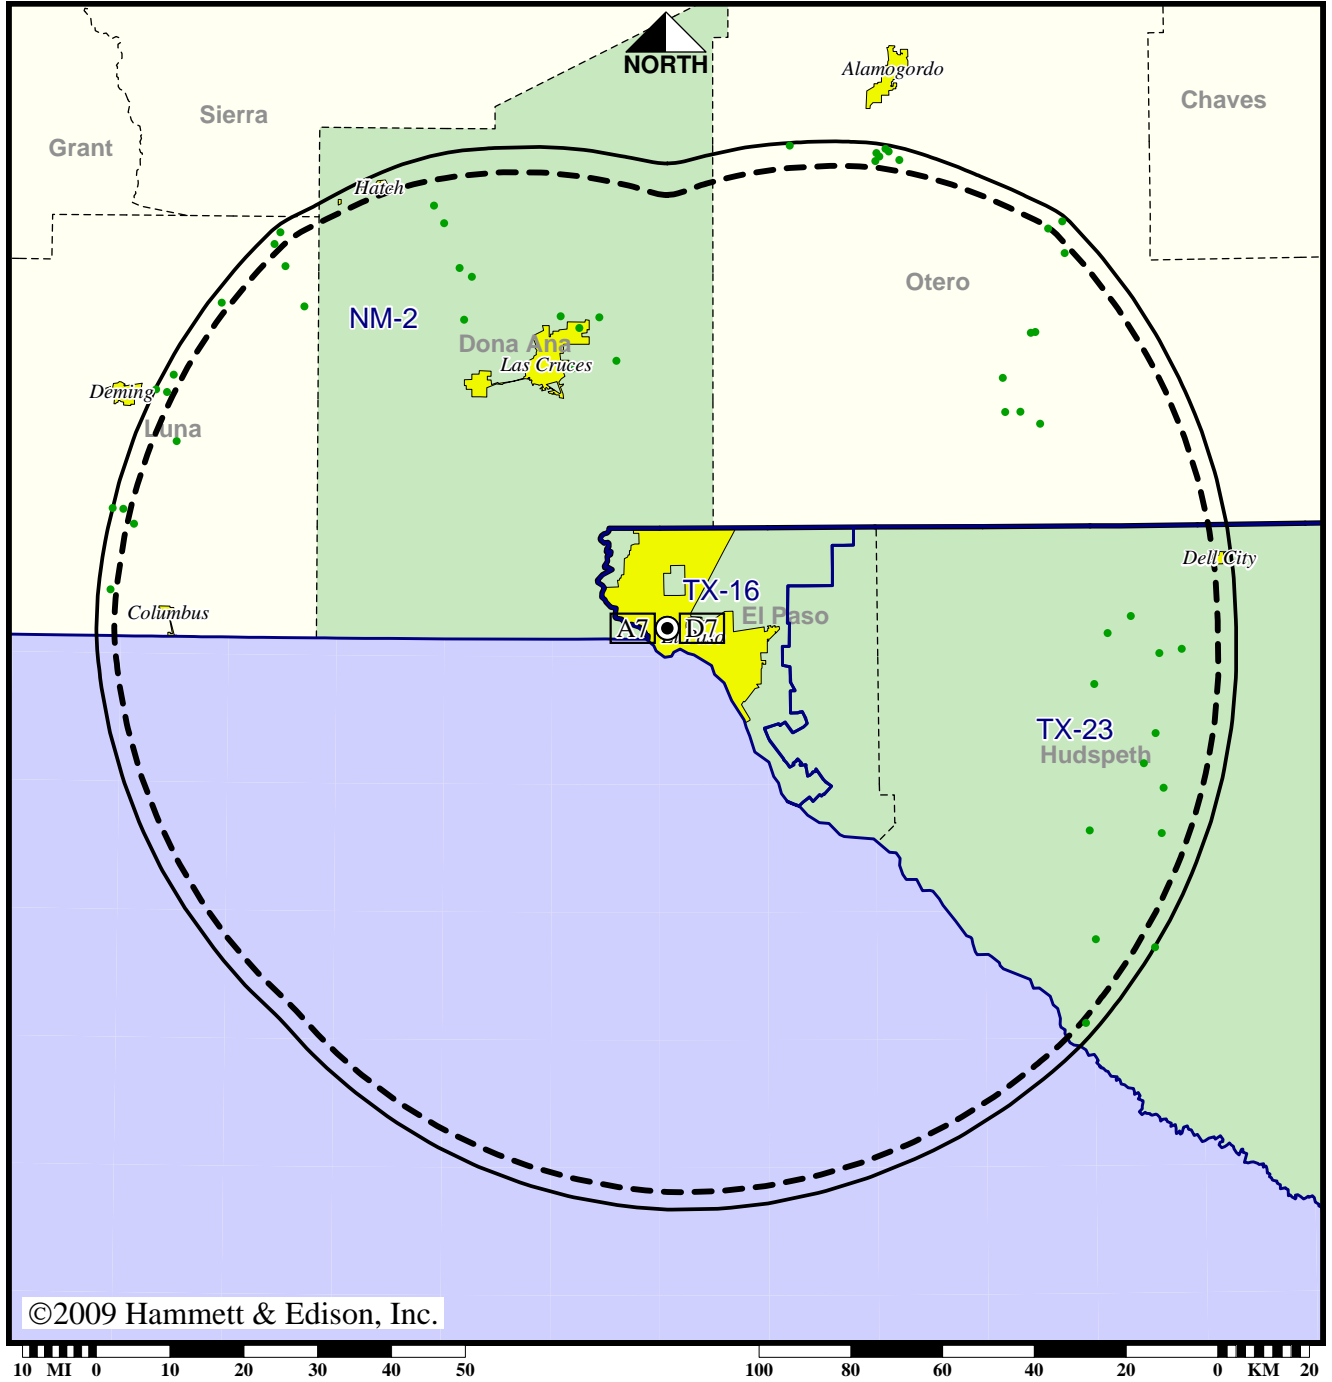 NORTH
Alamogordo
Chaves
Sierra
Grant
Hatch
Otero
NM-2
Dona Ana
Las Cruces
Deming
Luna
Dell City
TX-16
Columbus
El Paso
A7
D7
El Paso
TX-23
Hudspeth
©2009 Hammett & Edison, Inc.
10 MI 0 10 20 30 40 50 100 80 60 40 20 0 KM 20